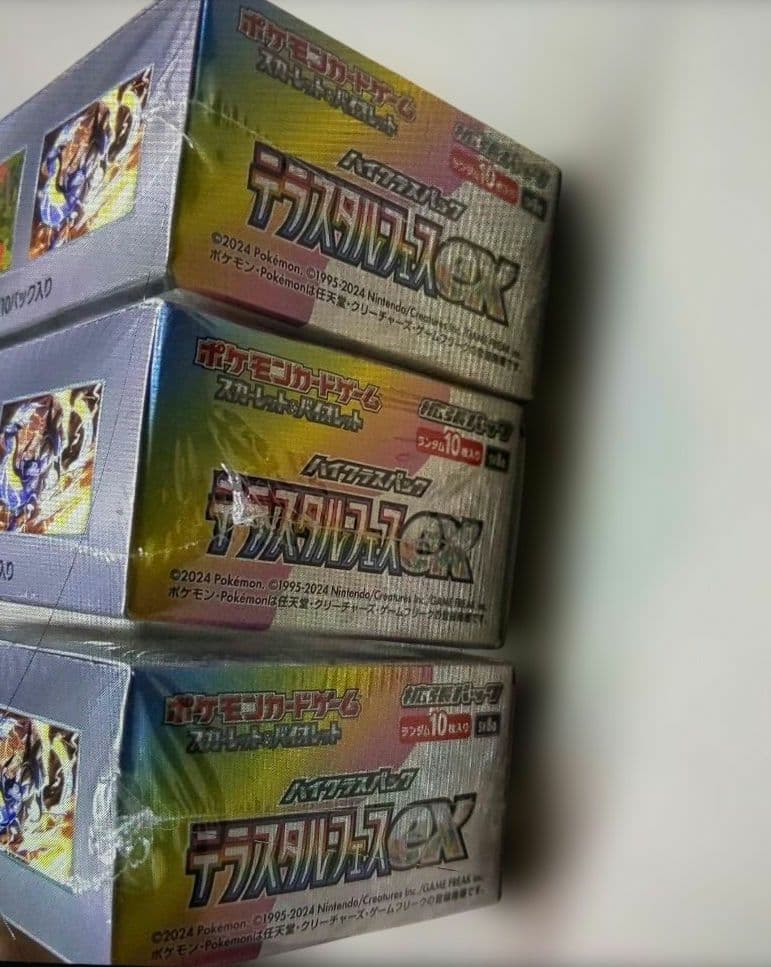 ポケモンカードゲーム
スカーレット&バイオレット
拡張パック
ランダム10枚入り
sv8a
ハイクラスパック
テラスタルフェスex
©2024 Pokémon. ©1995-2024 Nintendo/Creatures Inc./GAME FREAK inc.
ポケモン・Pokémonは任天堂・クリーチャーズ・ゲームフリークの登録商標です。
10パック入り
ポケモンカードゲーム
スカーレット&バイオレット
拡張パック
ランダム10枚入り
sv8a
ハイクラスパック
テラスタルフェスex
©2024 Pokémon. ©1995-2024 Nintendo/Creatures Inc./GAME FREAK inc.
ポケモン・Pokémonは任天堂・クリーチャーズ・ゲームフリークの登録商標です。
入り
ポケモンカードゲーム
スカーレット&バイオレット
拡張パック
ランダム10枚入り
sv8a
ハイクラスパック
テラスタルフェスex
©2024 Pokémon. ©1995-2024 Nintendo/Creatures Inc./GAME FREAK inc.
ポケモン・Pokémonは任天堂・クリーチャーズ・ゲームフリークの登録商標です。